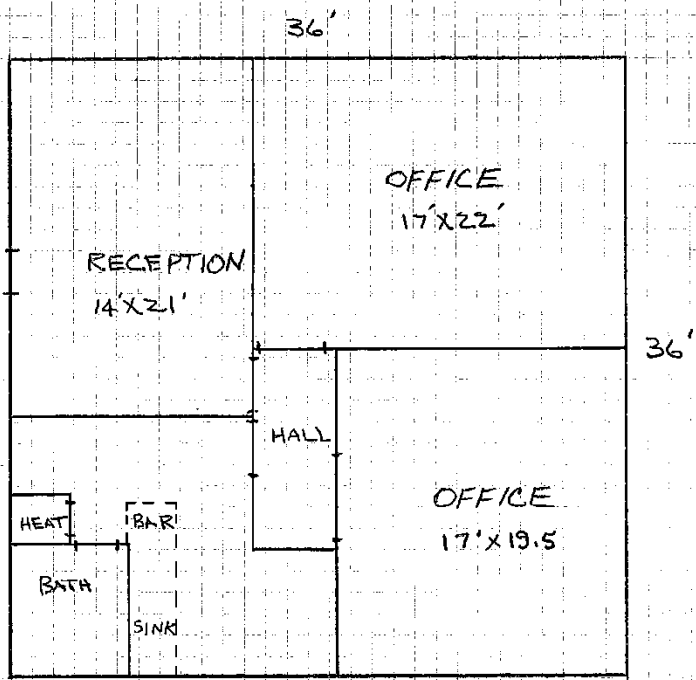 36'
OFFICE
17'X22'
RECEPTION
14'X21'
36'
HALL
OFFICE
17'X19.5
HEAT
BAR
BATH
SINK